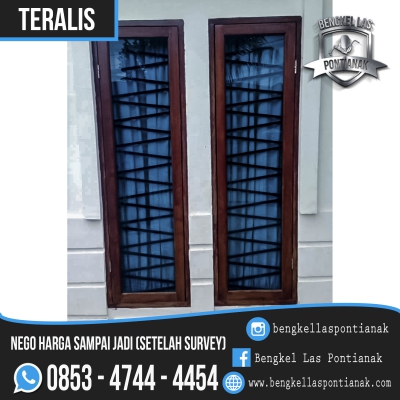 TERALIS
BENGKEL LAS
PONTIANAK
NEGO HARGA SAMPAI JADI (SETELAH SURVEY)
0853 - 4744 - 4454
bengkellaspontianak
Bengkel Las Pontianak
www.bengkellaspontianak.com